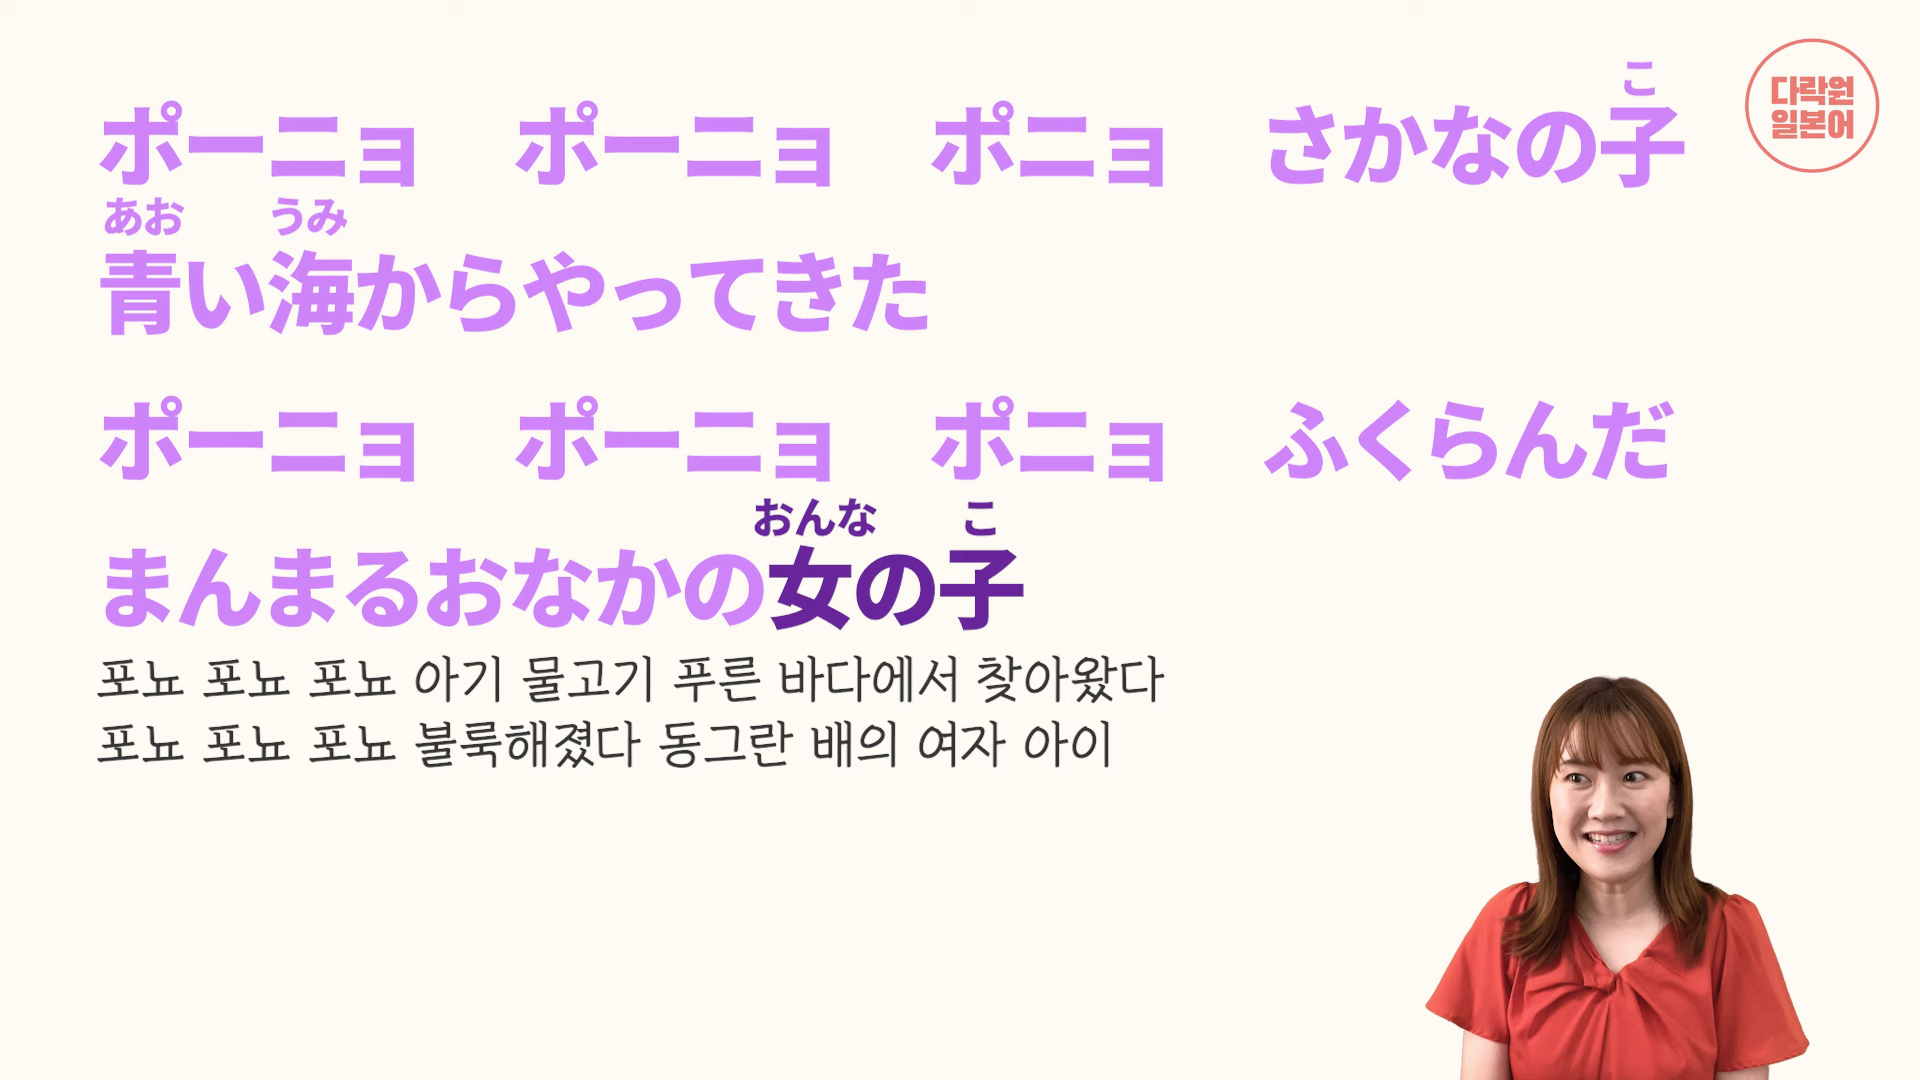 こ
ポーニョ ポーニョ ポニョ さかなの子
あお うみ
青い海からやってきた
ポーニョ ポーニョ ポニョ ふくらんだ
おんな こ
まんまるおなかの女の子
포뇨 포뇨 포뇨 아기 물고기 푸른 바다에서 찾아왔다
포뇨 포뇨 포뇨 불룩해졌다 동그란 배의 여자 아이
다락원
일본어